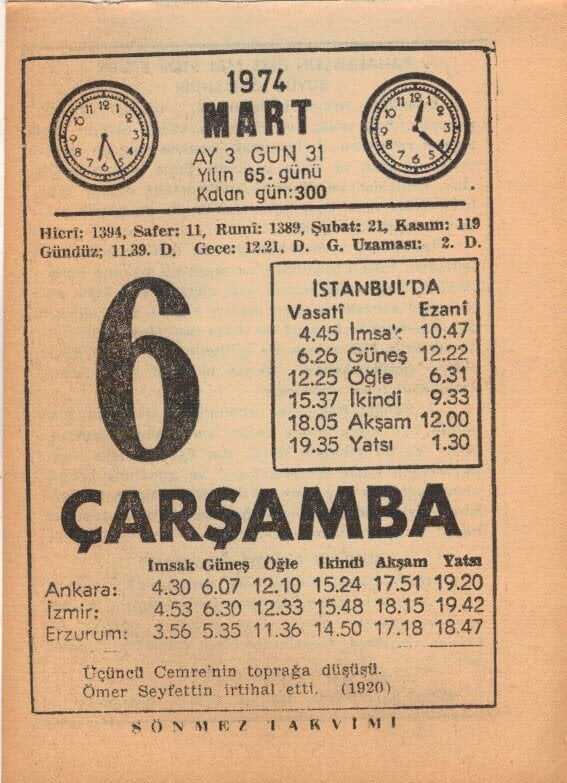 1974
MART
AY 3 GÜN 31
Yılın 65. günü
Kalan gün:300
Hicrî: 1394, Safer: 11, Rumî: 1389, Şubat: 21, Kasım: 119
Gündüz; 11.39. D. Gece: 12.21. D. G. Uzaması: 2. D.
6
İSTANBUL'DA
Vasatî Ezanî
4.45 İmsak 10.47
6.26 Güneş 12.22
12.25 Öğle 6.31
15.37 İkindi 9.33
18.05 Akşam 12.00
19.35 Yatsı 1.30
ÇARŞAMBA
İmsak Güneş Öğle İkindi Akşam Yatsı
Ankara: 4.30 6.07 12.10 15.24 17.51 19.20
İzmir: 4.53 6.30 12.33 15.48 18.15 19.42
Erzurum: 3.56 5.35 11.36 14.50 17.18 18.47
Üçüncü Cemre'nin toprağa düşüşü.
Ömer Seyfettin irtihal etti. (1920)
SÖNMEZ TAKVİMİ